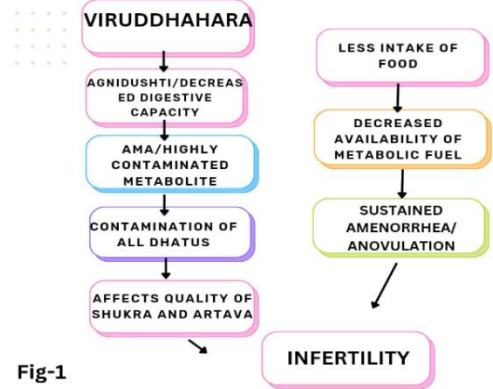 VIRUDDHAHARA
AGNIDUSHTI/DECREAS
ED DIGESTIVE
CAPACITY
AMA/HIGHLY
CONTAMINATED
METABOLITE
CONTAMINATION OF
ALL DHATUS
AFFECTS QUALITY OF
SHUKRA AND ARTAVA
LESS INTAKE OF
FOOD
DECREASED
AVAILABILITY OF
METABOLIC FUEL
SUSTAINED
AMENORRHEA/
ANOVULATION
INFERTILITY
Fig-1